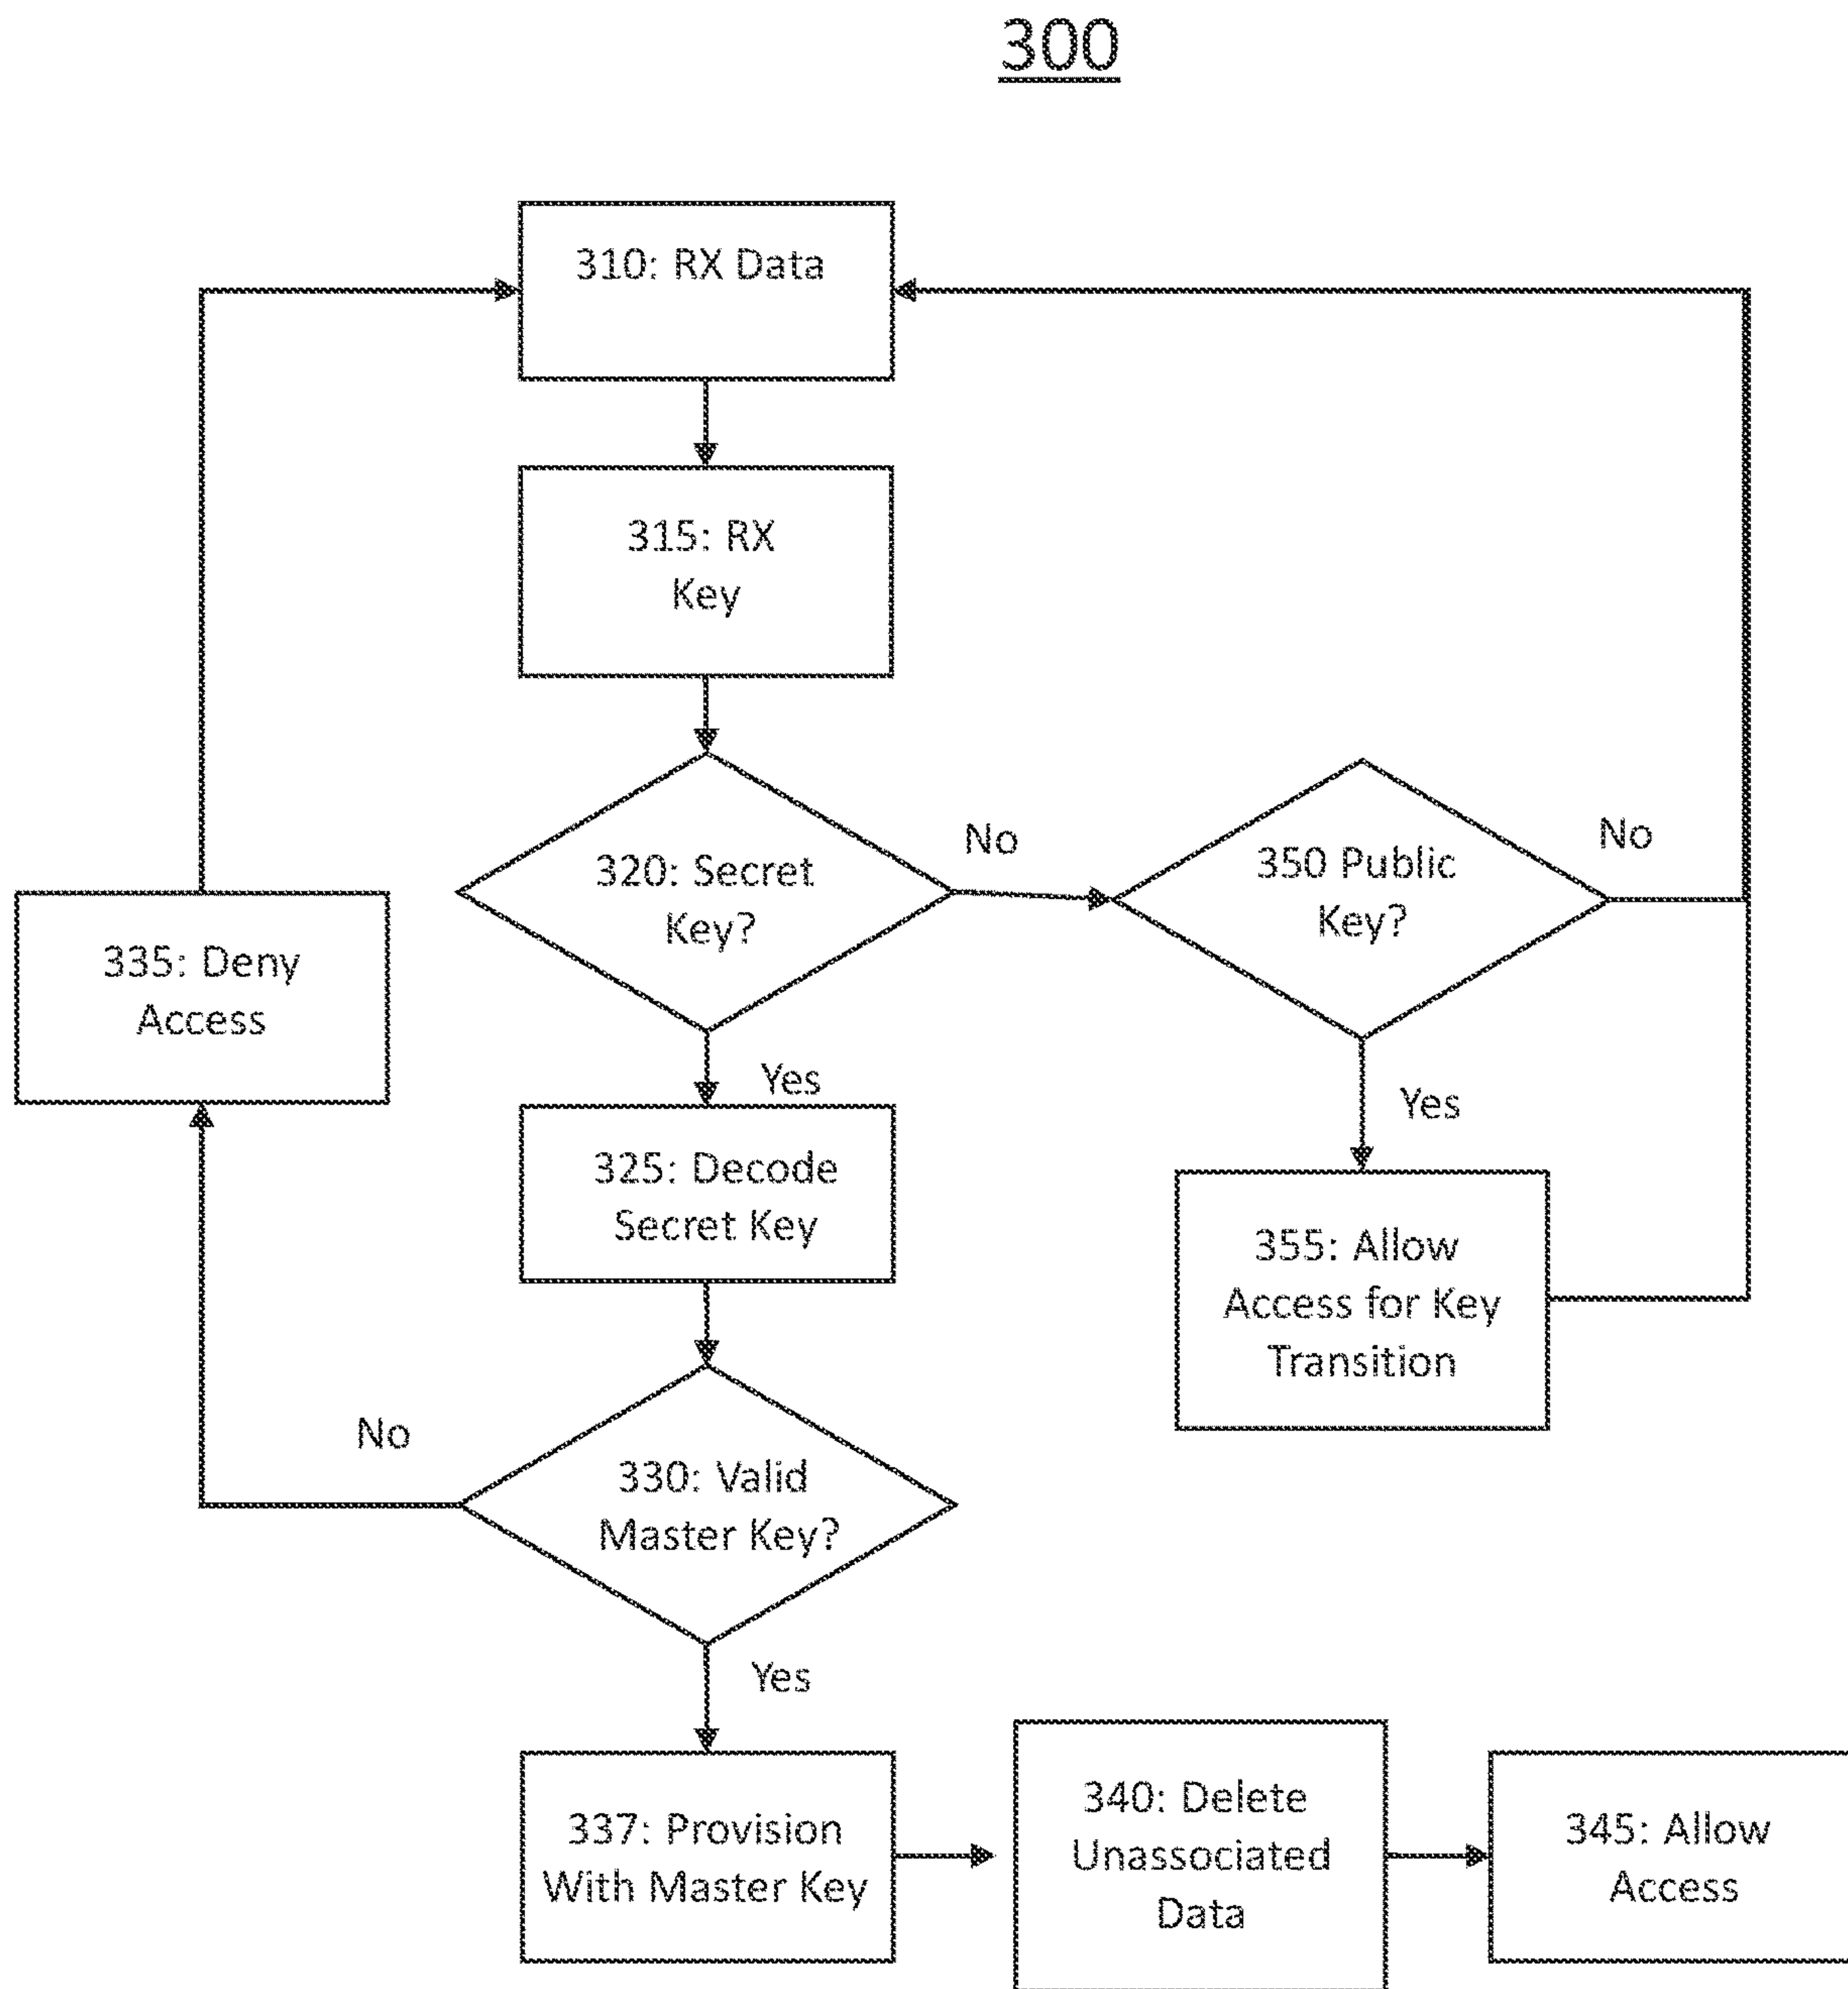 300
310: RX Data
315: RX
Key
320: Secret
Key?
No
350 Public
Key?
No
335: Deny
Access
Yes
325: Decode
Secret Key
Yes
355: Allow
Access for Key
Transition
No
330: Valid
Master Key?
Yes
337: Provision
With Master Key
340: Delete
Unassociated
Data
345: Allow
Access